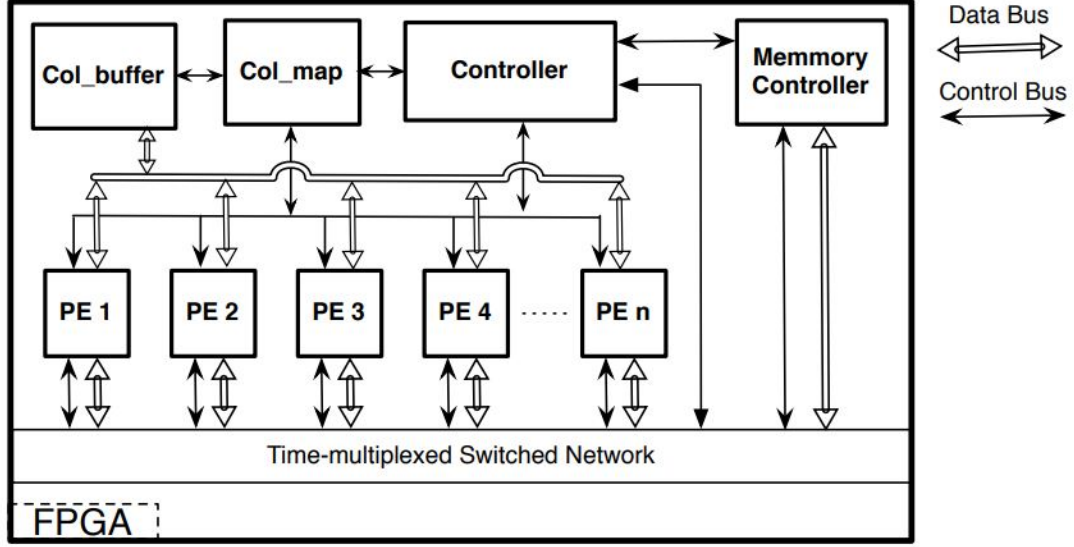 Data Bus
Control Bus
Col_buffer
Col_map
Controller
Memmory
Controller
PE 1
PE 2
PE 3
PE 4
.....
PE n
Time-multiplexed Switched Network
FPGA